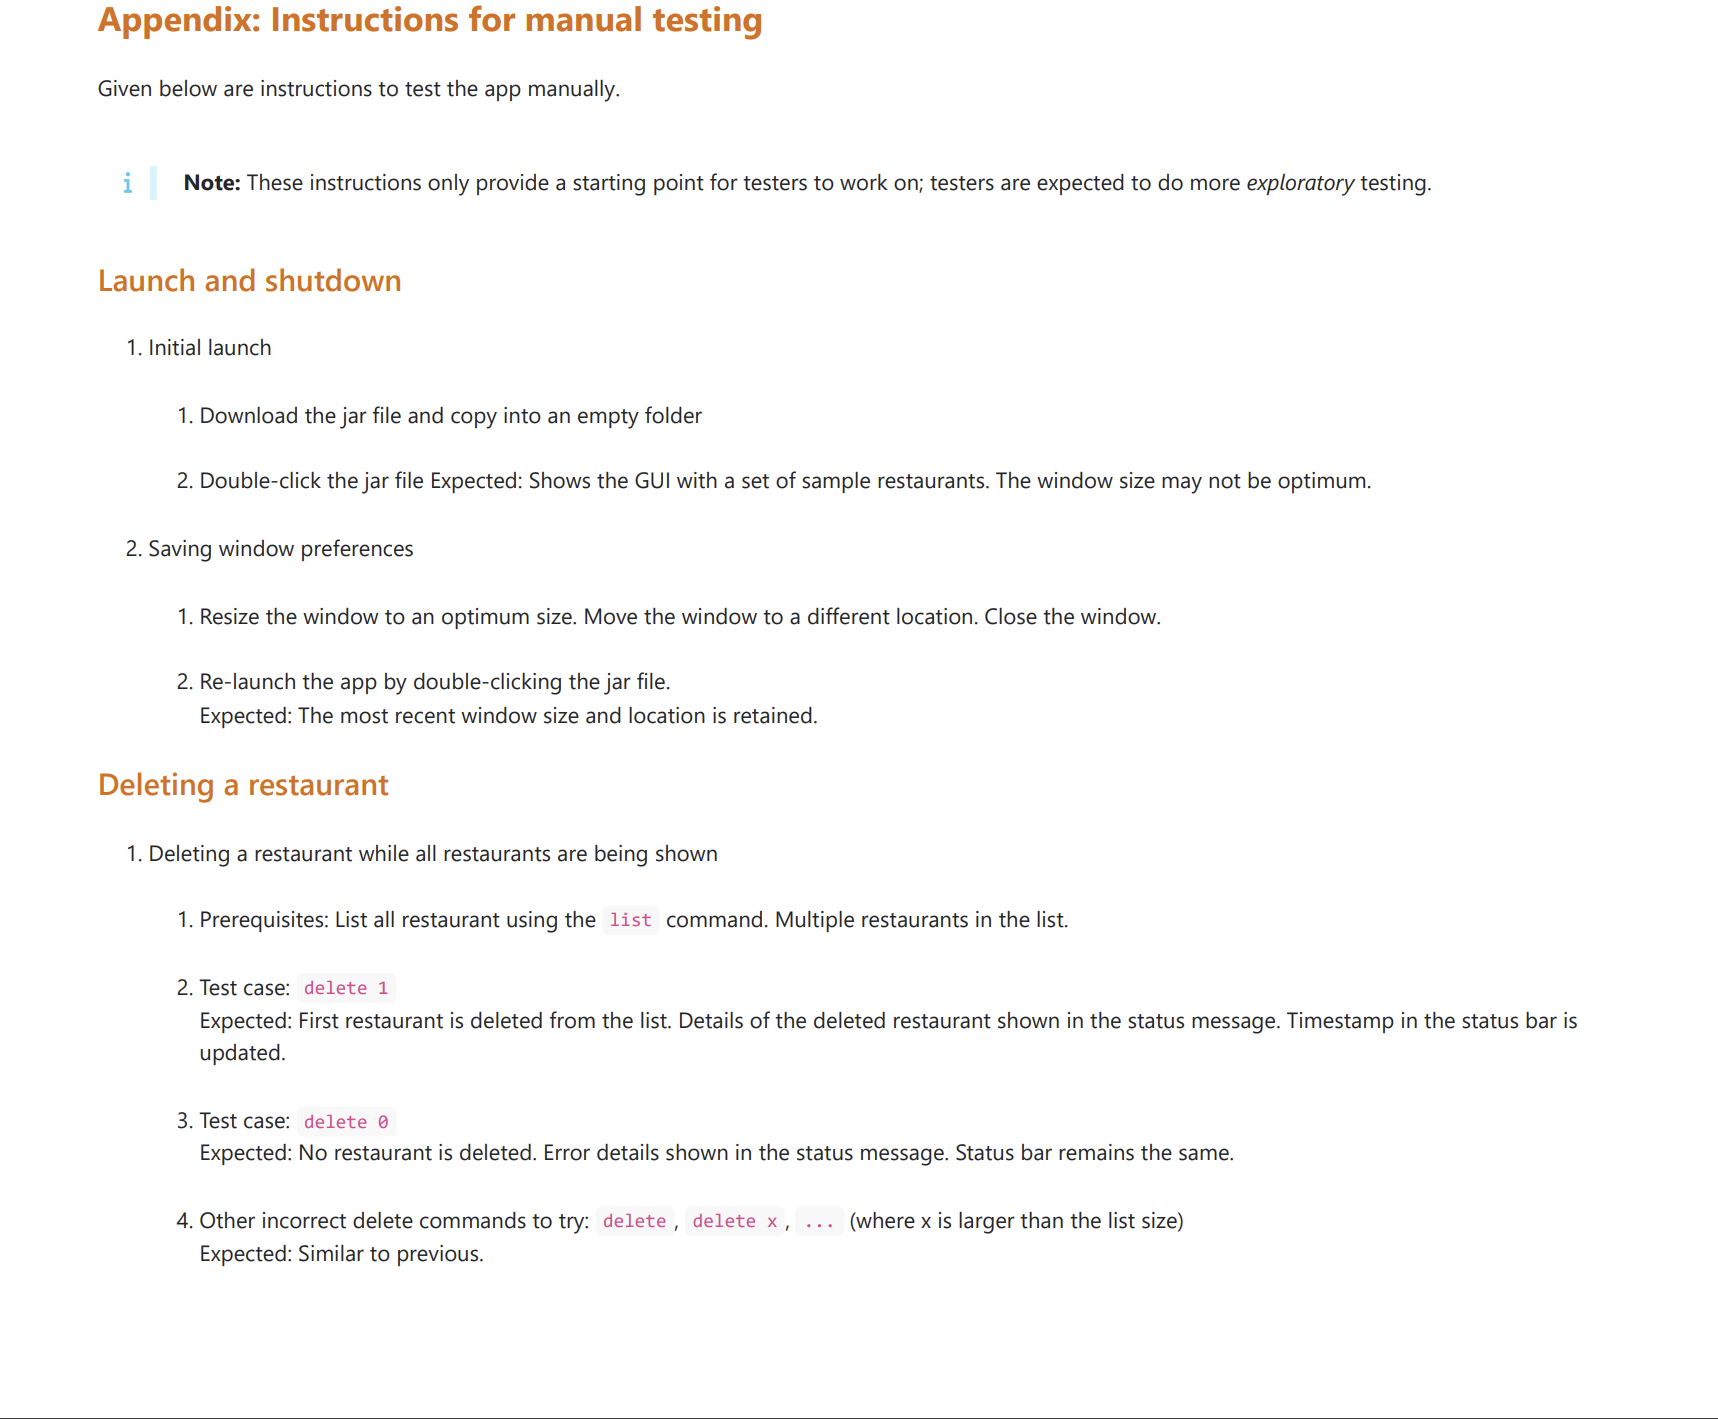 Appendix: Instructions for manual testing
Given below are instructions to test the app manually.
i
Note: These instructions only provide a starting point for testers to work on; testers are expected to do more exploratory testing.
Launch and shutdown
1. Initial launch
1. Download the jar file and copy into an empty folder
2. Double-click the jar file Expected: Shows the GUI with a set of sample restaurants. The window size may not be optimum.
2. Saving window preferences
1. Resize the window to an optimum size. Move the window to a different location. Close the window.
2. Re-launch the app by double-clicking the jar file.
Expected: The most recent window size and location is retained.
Deleting a restaurant
1. Deleting a restaurant while all restaurants are being shown
1. Prerequisites: List all restaurant using the list command. Multiple restaurants in the list.
2. Test case: delete 1
Expected: First restaurant is deleted from the list. Details of the deleted restaurant shown in the status message. Timestamp in the status bar is
updated.
3. Test case: delete 0
Expected: No restaurant is deleted. Error details shown in the status message. Status bar remains the same.
4. Other incorrect delete commands to try: delete, delete x, ... (where x is larger than the list size)
Expected: Similar to previous.